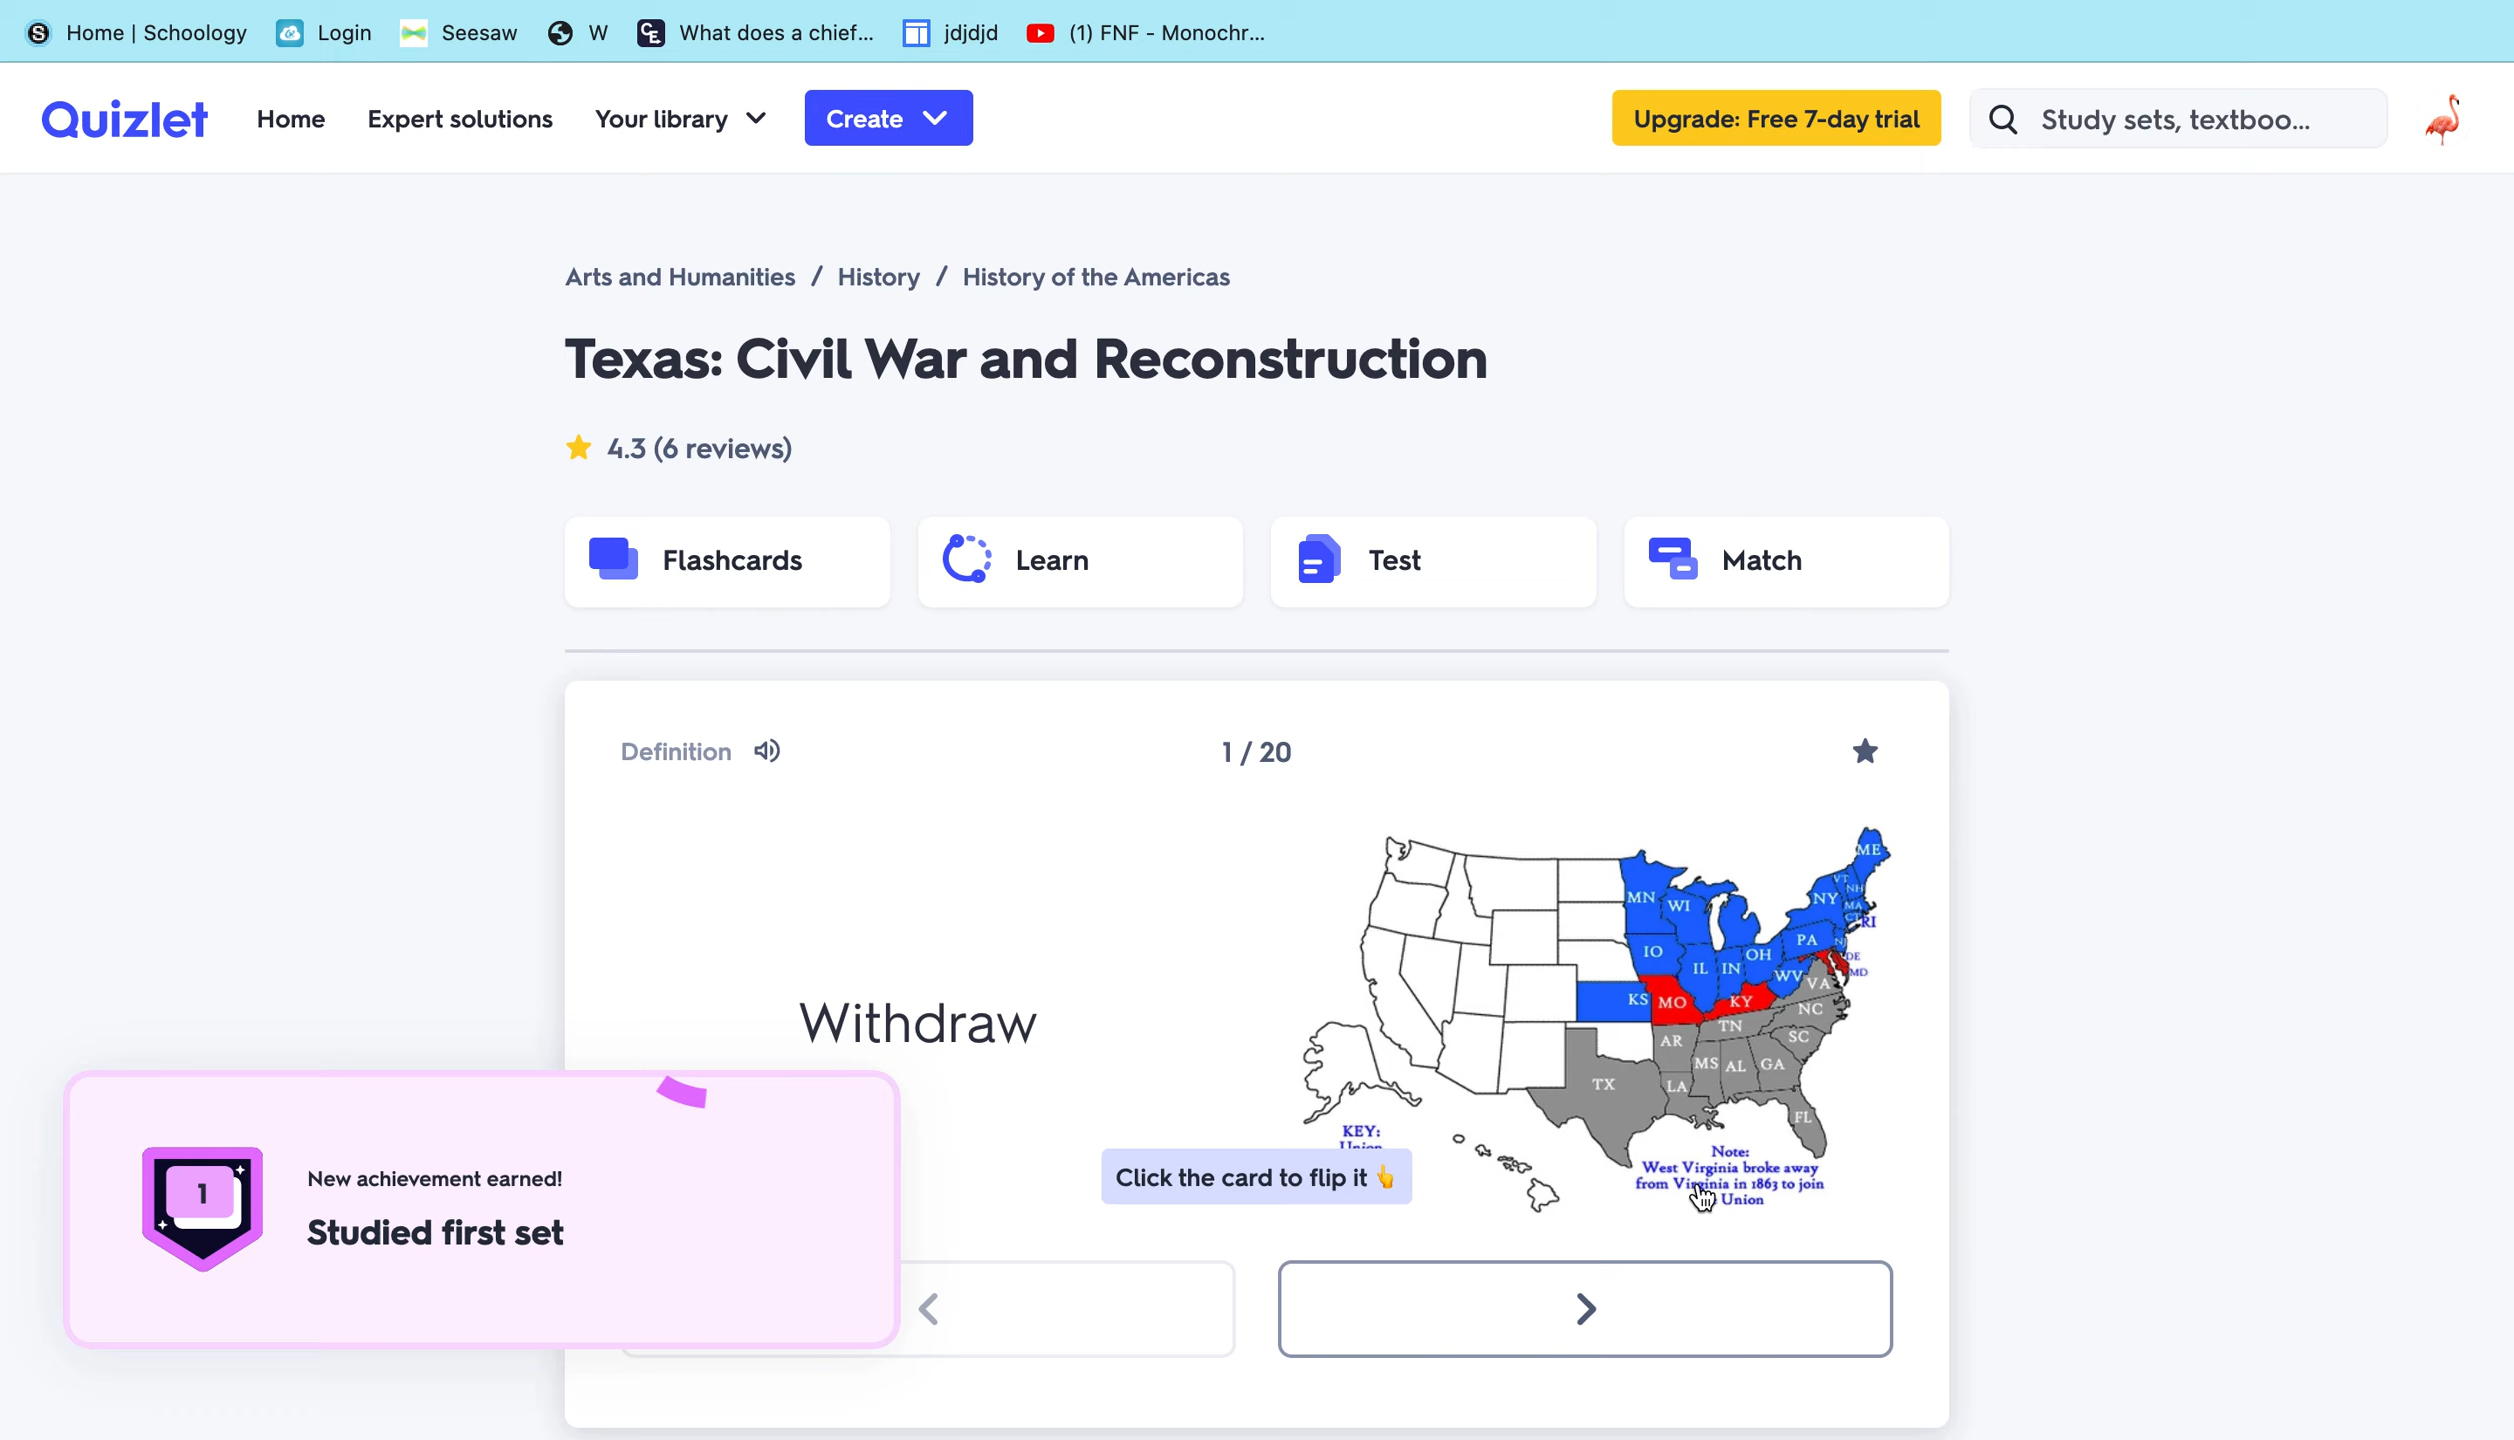 Home | Schoology Login Seesaw W What does a chief... jdjdjd (1) FNF - Monochr...
Quizlet Home Expert solutions Your library Create Upgrade: Free 7-day trial Study sets, textboo...
Arts and Humanities / History / History of the Americas
Texas: Civil War and Reconstruction
4.3 (6 reviews)
Flashcards Learn Test Match
Definition 1 / 20
Withdraw
ME
VT
NH
MN
WI
NY
MA
CT
RI
PA
NJ
IO
OH
DE
IL
IN
WV
MD
VA
KS
MO
KY
NC
TN
SC
AR
MS
AL
GA
TX
LA
FL
KEY:
Union
Note:
West Virginia broke away
from Virginia in 1863 to join
Union
Click the card to flip it 👆
1
New achievement earned!
Studied first set